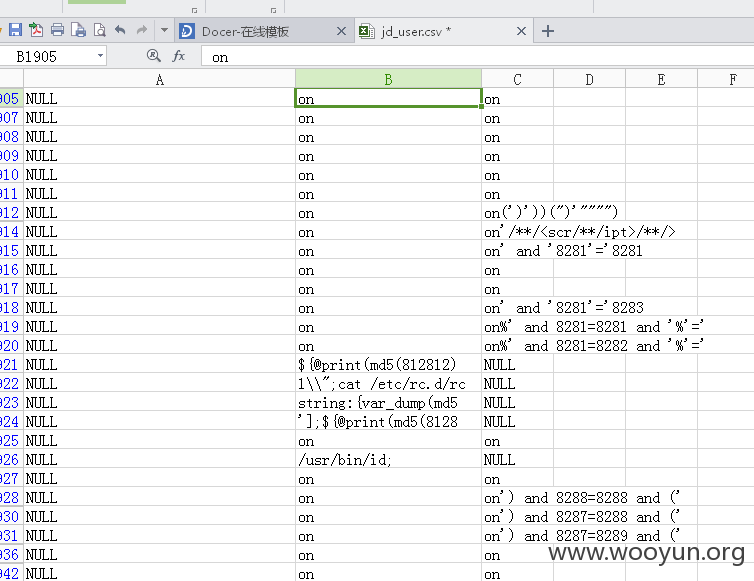 Docer-在线模板 jd_user.csv *
B1905 fx on
A B C D E F
905 NULL on on
907 NULL on on
908 NULL on on
909 NULL on on
910 NULL on on
911 NULL on on
912 NULL on on(')'))(")'"""")
914 NULL on on'/**/<scr/**/ipt>/**/>
915 NULL on on' and '8281'='8281
916 NULL on on
917 NULL on on
918 NULL on on' and '8281'='8283
919 NULL on on%' and 8281=8281 and '%'='
920 NULL on on%' and 8281=8282 and '%'='
921 NULL ${@print(md5(812812) NULL
922 NULL 1\\";cat /etc/rc.d/rc NULL
923 NULL string:{var_dump(md5 NULL
924 NULL '];${@print(md5(8128 NULL
925 NULL on on
926 NULL /usr/bin/id; NULL
927 NULL on on
928 NULL on on') and 8288=8288 and ('
930 NULL on on') and 8287=8288 and ('
931 NULL on on') and 8287=8289 and ('
936 NULL on on
942 NULL on on
www.wooyun.org